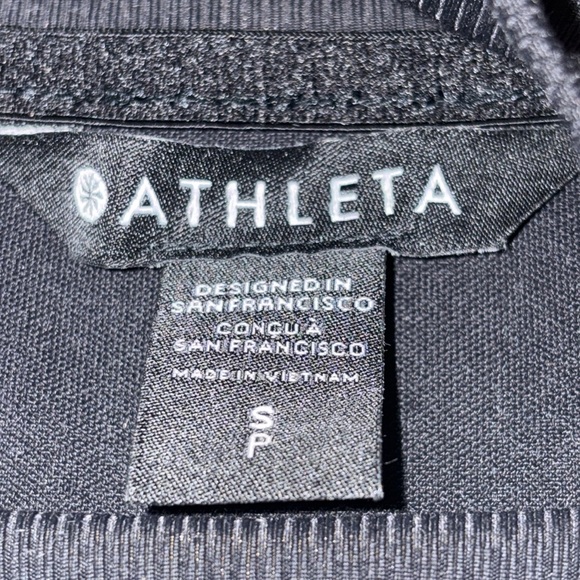 ATHLETA
DESIGNED IN
SAN FRANCISCO
CONÇU A
SAN FRANCISCO
MADE IN VIETNAM
S
P